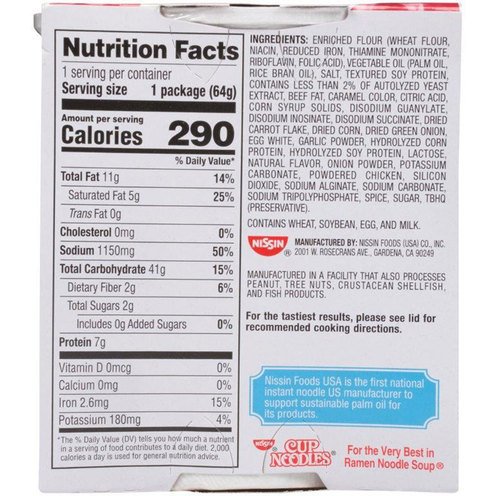 Nutrition Facts
1 serving per container
Serving size 1 package (64g)
Amount per serving
Calories 290
% Daily Value*
Total Fat 11g 14%
Saturated Fat 5g 25%
Trans Fat 0g
Cholesterol 0mg 0%
Sodium 1150mg 50%
Total Carbohydrate 41g 15%
Dietary Fiber 2g 6%
Total Sugars 2g
Includes 0g Added Sugars 0%
Protein 7g
Vitamin D 0mcg 0%
Calcium 0mg 0%
Iron 2.6mg 15%
Potassium 180mg 4%
*The % Daily Value (DV) tells you how much a nutrient
in a serving of food contributes to a daily diet. 2,000
calories a day is used for general nutrition advice.
INGREDIENTS: ENRICHED FLOUR (WHEAT FLOUR,
NIACIN, REDUCED IRON, THIAMINE MONONITRATE,
RIBOFLAVIN, FOLIC ACID), VEGETABLE OIL (PALM OIL,
RICE BRAN OIL), SALT, TEXTURED SOY PROTEIN,
CONTAINS LESS THAN 2% OF AUTOLYZED YEAST
EXTRACT, BEEF FAT, CARAMEL COLOR, CITRIC ACID,
CORN SYRUP SOLIDS, DISODIUM GUANYLATE,
DISODIUM INOSINATE, DISODIUM SUCCINATE, DRIED
CARROT FLAKE, DRIED CORN, DRIED GREEN ONION,
EGG WHITE, GARLIC POWDER, HYDROLYZED CORN
PROTEIN, HYDROLYZED SOY PROTEIN, LACTOSE,
NATURAL FLAVOR, ONION POWDER, POTASSIUM
CARBONATE, POWDERED CHICKEN, SILICON
DIOXIDE, SODIUM ALGINATE, SODIUM CARBONATE,
SODIUM TRIPOLYPHOSPHATE, SPICE, SUGAR, TBHQ
(PRESERVATIVE).
CONTAINS WHEAT, SOYBEAN, EGG, AND MILK.
NISSIN
MANUFACTURED BY: NISSIN FOODS (USA) CO., INC.
2001 W. ROSECRANS AVE., GARDENA, CA 90249
MANUFACTURED IN A FACILITY THAT ALSO PROCESSES
PEANUT, TREE NUTS, CRUSTACEAN SHELLFISH,
AND FISH PRODUCTS.
For the tastiest results, please see lid for
recommended cooking directions.
Nissin Foods USA is the first national
instant noodle US manufacturer to
support sustainable palm oil for
its products.
NISSIN
CUP
NOODLES®
For the Very Best in
Ramen Noodle Soup®